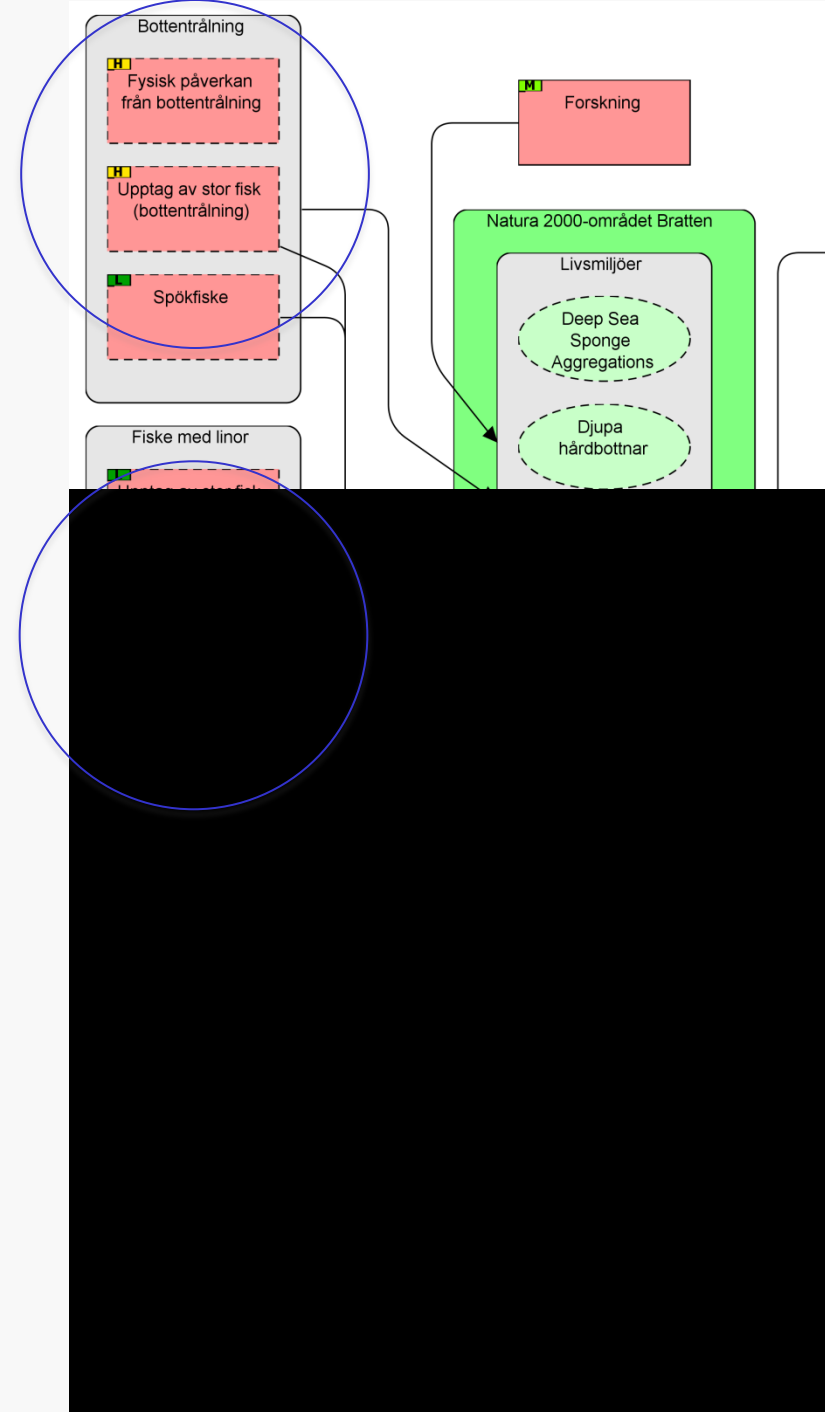 Bottentrålning
H
Fysisk påverkan
från bottentrålning
H
Upptag av stor fisk
(bottentrålning)
L
Spökfiske
Fiske med linor
L
M
Forskning
Natura 2000-området Bratten
Livsmiljöer
Deep Sea
Sponge
Aggregations
Djupa
hårdbottnar